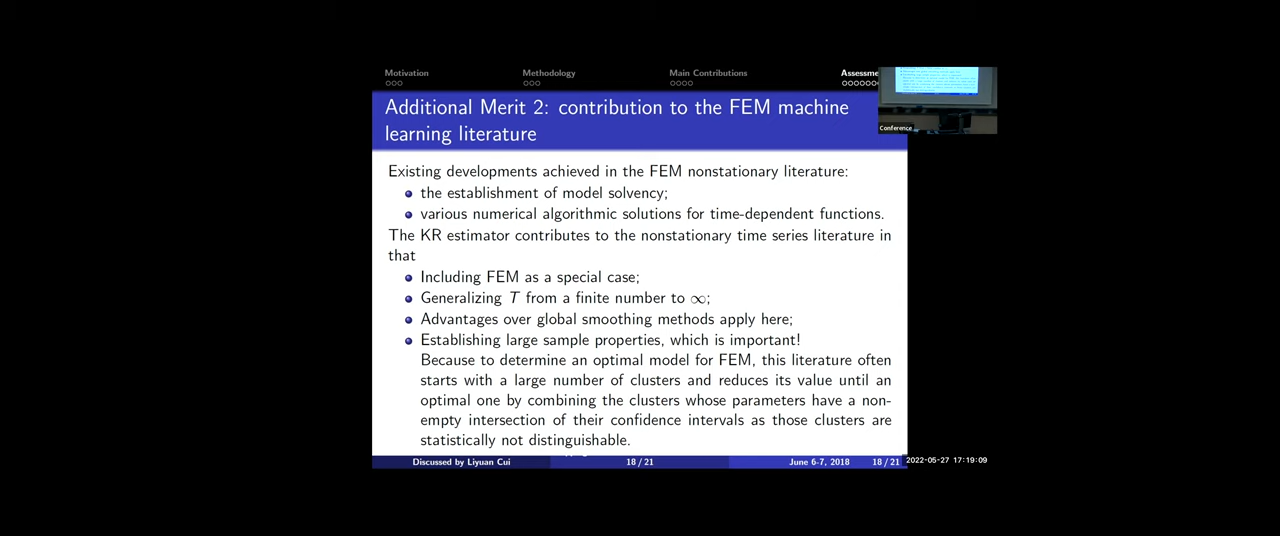 Motivation
Methodology
Main Contributions
Assessme
Additional Merit 2: contribution to the FEM machine
learning literature
Conference
Existing developments achieved in the FEM nonstationary literature:
the establishment of model solvency;
various numerical algorithmic solutions for time-dependent functions.
The KR estimator contributes to the nonstationary time series literature in
that
Including FEM as a special case;
Generalizing T from a finite number to ∞;
Advantages over global smoothing methods apply here;
Establishing large sample properties, which is important!
Because to determine an optimal model for FEM, this literature often
starts with a large number of clusters and reduces its value until an
optimal one by combining the clusters whose parameters have a non-
empty intersection of their confidence intervals as those clusters are
statistically not distinguishable.
Discussed by Liyuan Cui
18 / 21
June 6-7, 2018
18 / 21
2022-05-27 17:19:09